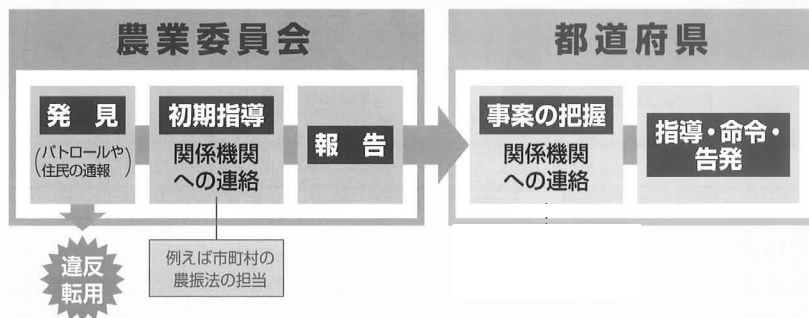 農業委員会
都道府県
発見
(パトロールや
住民の通報)
初期指導
関係機関
への連絡
報告
事案の把握
関係機関
への連絡
指導・命令・
告発
違反
転用
例えば市町村の
農振法の担当